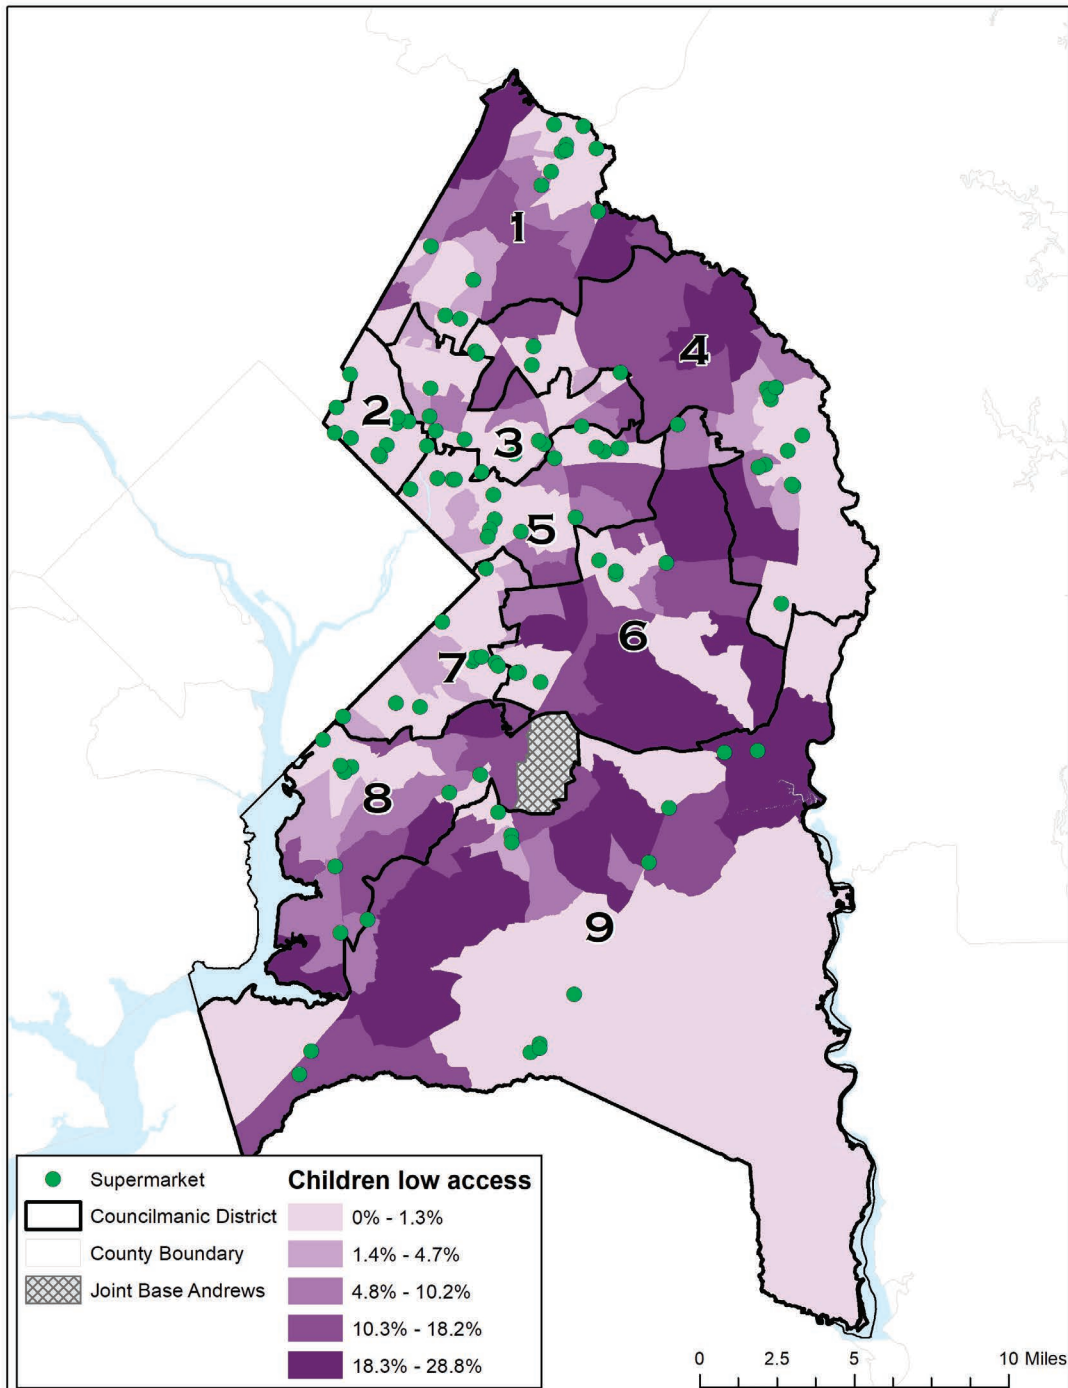 1
4
2
3
5
6
7
8
9
Supermarket
Councilmanic District
County Boundary
Joint Base Andrews
Children low access
0% - 1.3%
1.4% - 4.7%
4.8% - 10.2%
10.3% - 18.2%
18.3% - 28.8%
0 2.5 5 10 Miles